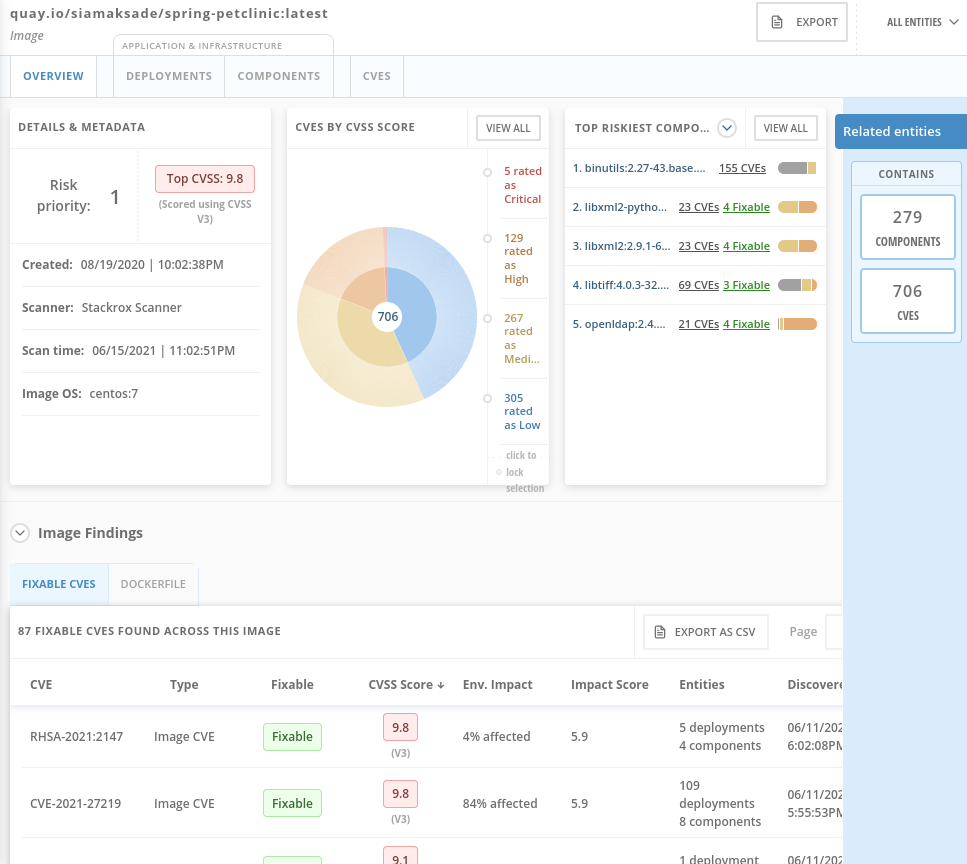 quay.io/siamaksade/spring-petclinic:latest
Image
EXPORT
ALL ENTITIES
APPLICATION & INFRASTRUCTURE
OVERVIEW
DEPLOYMENTS
COMPONENTS
CVES
DETAILS & METADATA
Risk
priority:
1
Top CVSS: 9.8
(Scored using CVSS
V3)
Created: 08/19/2020 | 10:02:38PM
Scanner: Stackrox Scanner
Scan time: 06/15/2021 | 11:02:51PM
Image OS: centos:7
CVES BY CVSS SCORE
VIEW ALL
706
5 rated
as
Critical
129
rated
as
High
267
rated
as
Medi...
305
rated
as Low
click to
lock
selection
TOP RISKIEST COMPO...
VIEW ALL
1. binutils:2.27-43.base.... 155 CVEs
2. libxml2-pytho... 23 CVEs 4 Fixable
3. libxml2:2.9.1-6... 23 CVEs 4 Fixable
4. libtiff:4.0.3-32.... 69 CVEs 3 Fixable
5. openldap:2.4.... 21 CVEs 4 Fixable
Related entities
CONTAINS
279
COMPONENTS
706
CVES
Image Findings
FIXABLE CVES
DOCKERFILE
87 FIXABLE CVES FOUND ACROSS THIS IMAGE
EXPORT AS CSV
Page
CVE Type Fixable CVSS Score Env. Impact Impact Score Entities Discovere
RHSA-2021:2147 Image CVE Fixable 9.8 (V3) 4% affected 5.9 5 deployments 4 components 06/11/202 6:02:08PM
CVE-2021-27219 Image CVE Fixable 9.8 (V3) 84% affected 5.9 109 deployments 8 components 06/11/202 5:55:53PM
9.1 1 deployment 06/11/202